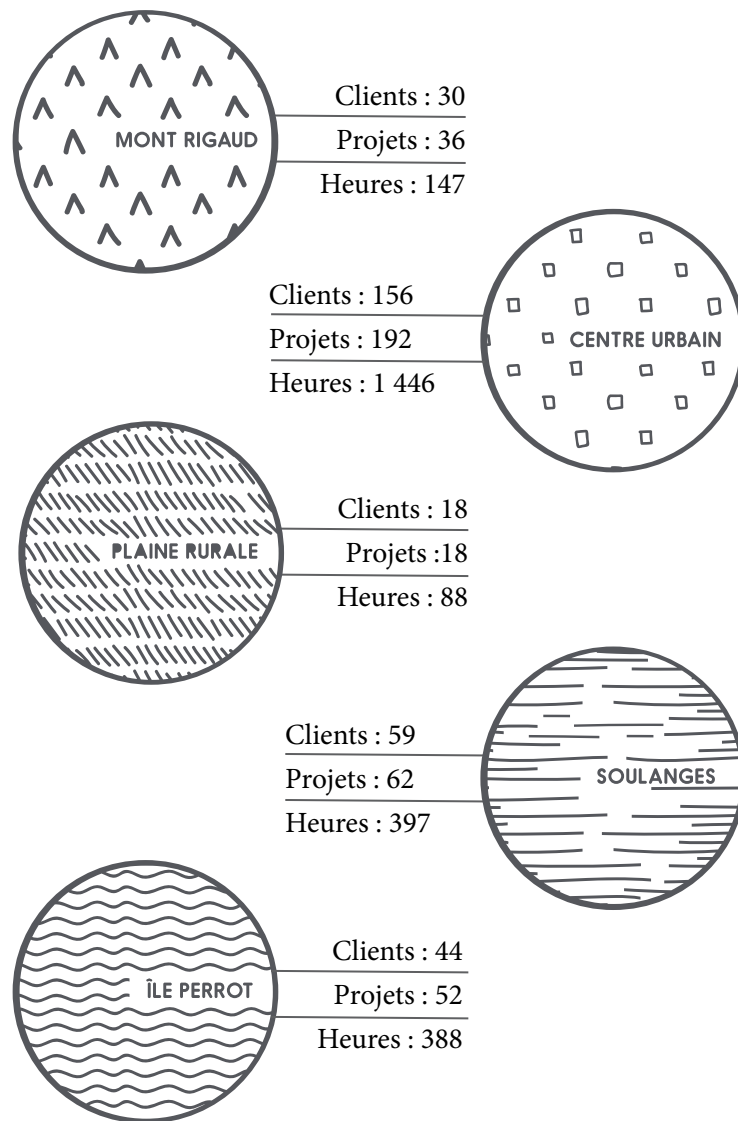 MONT RIGAUD
Clients : 30
Projets : 36
Heures : 147
CENTRE URBAIN
Clients : 156
Projets : 192
Heures : 1 446
PLAINE RURALE
Clients : 18
Projets :18
Heures : 88
SOULANGES
Clients : 59
Projets : 62
Heures : 397
ÎLE PERROT
Clients : 44
Projets : 52
Heures : 388